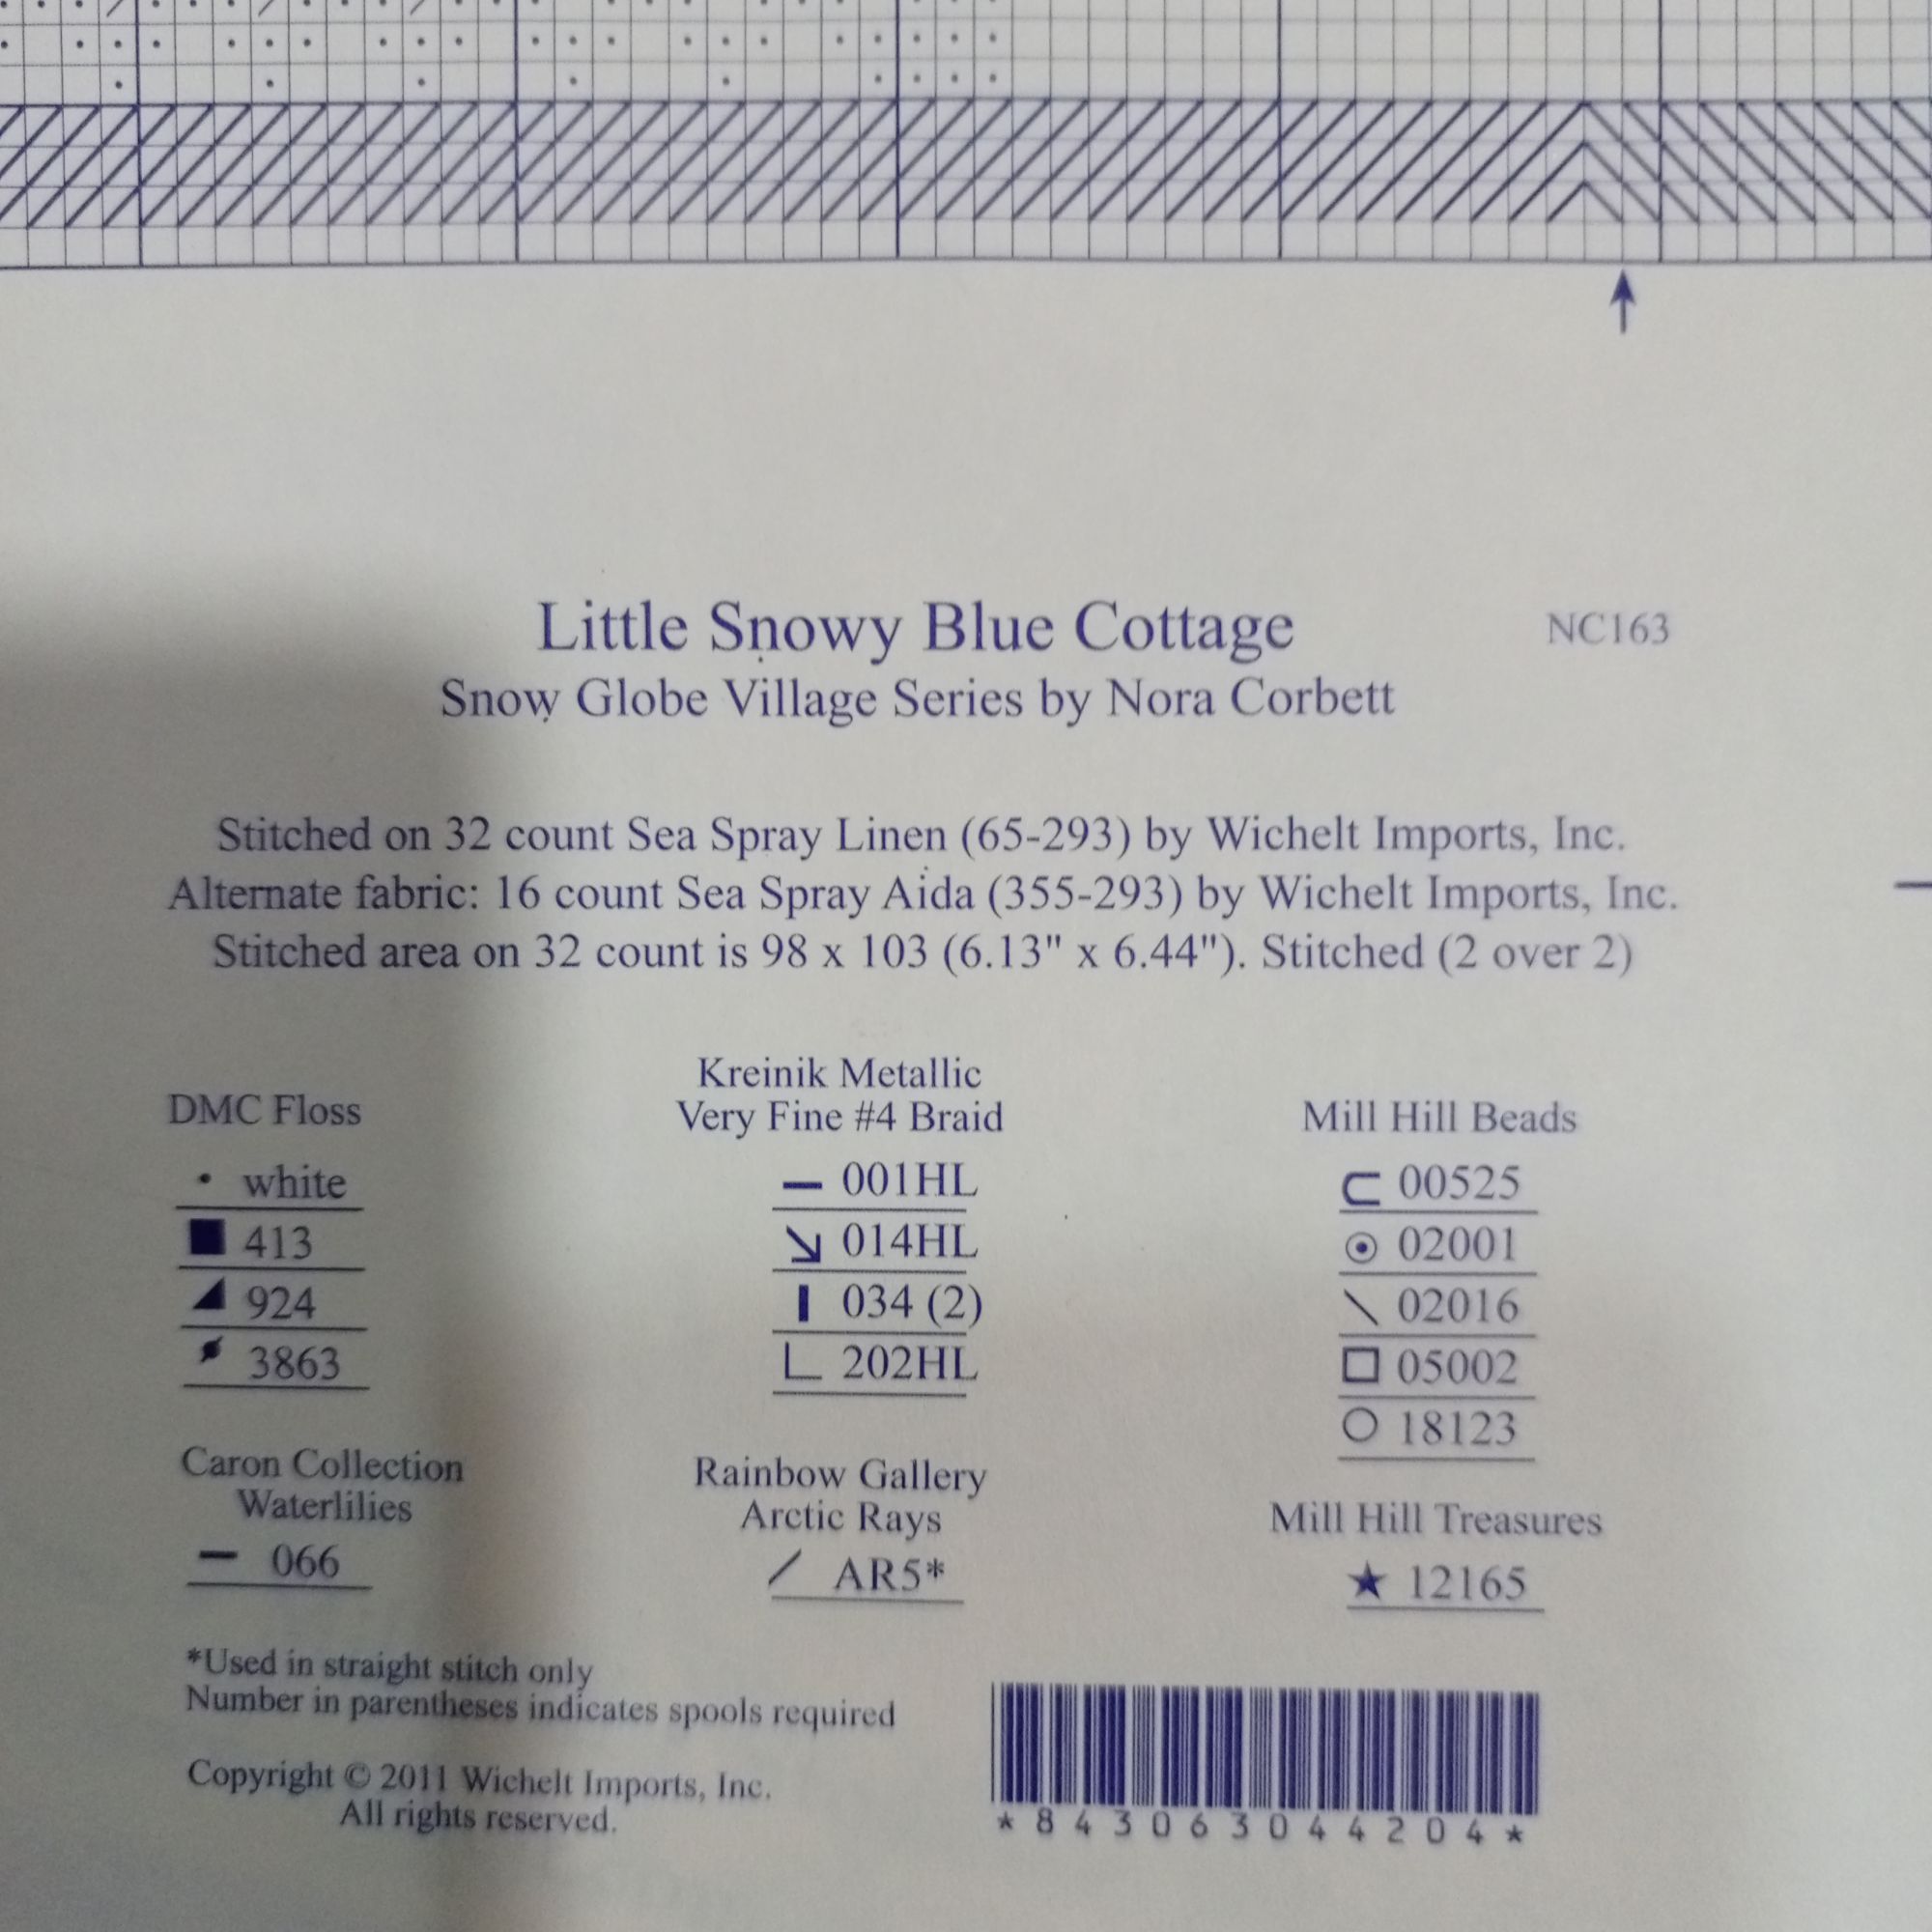 Little Snowy Blue Cottage
NC163
Snow Globe Village Series by Nora Corbett
Stitched on 32 count Sea Spray Linen (65-293) by Wichelt Imports, Inc.
Alternate fabric: 16 count Sea Spray Aida (355-293) by Wichelt Imports, Inc.
Stitched area on 32 count is 98 x 103 (6.13" x 6.44"). Stitched (2 over 2)
DMC Floss
white
413
924
3863
Caron Collection
Waterlilies
066
Kreinik Metallic
Very Fine #4 Braid
001HL
014HL
034 (2)
202HL
Rainbow Gallery
Arctic Rays
AR5*
Mill Hill Beads
00525
02001
02016
05002
18123
Mill Hill Treasures
12165
*Used in straight stitch only
Number in parentheses indicates spools required
Copyright © 2011 Wichelt Imports, Inc.
All rights reserved.
*843063044204*